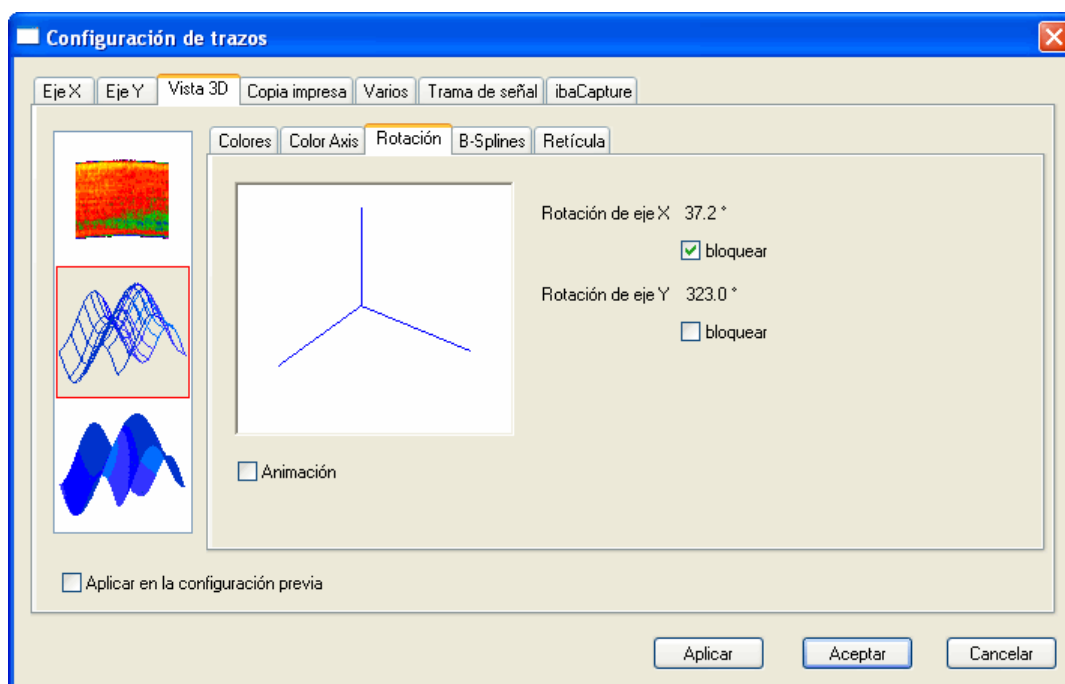 Configuración de trazos
Eje X Eje Y Vista 3D Copia impresa Varios Trama de señal ibaCapture
Colores Color Axis Rotación B-Splines Retícula
Rotación de eje X 37.2 °
bloquear
Rotación de eje Y 323.0 °
bloquear
Animación
Aplicar en la configuración previa
Aplicar Aceptar Cancelar